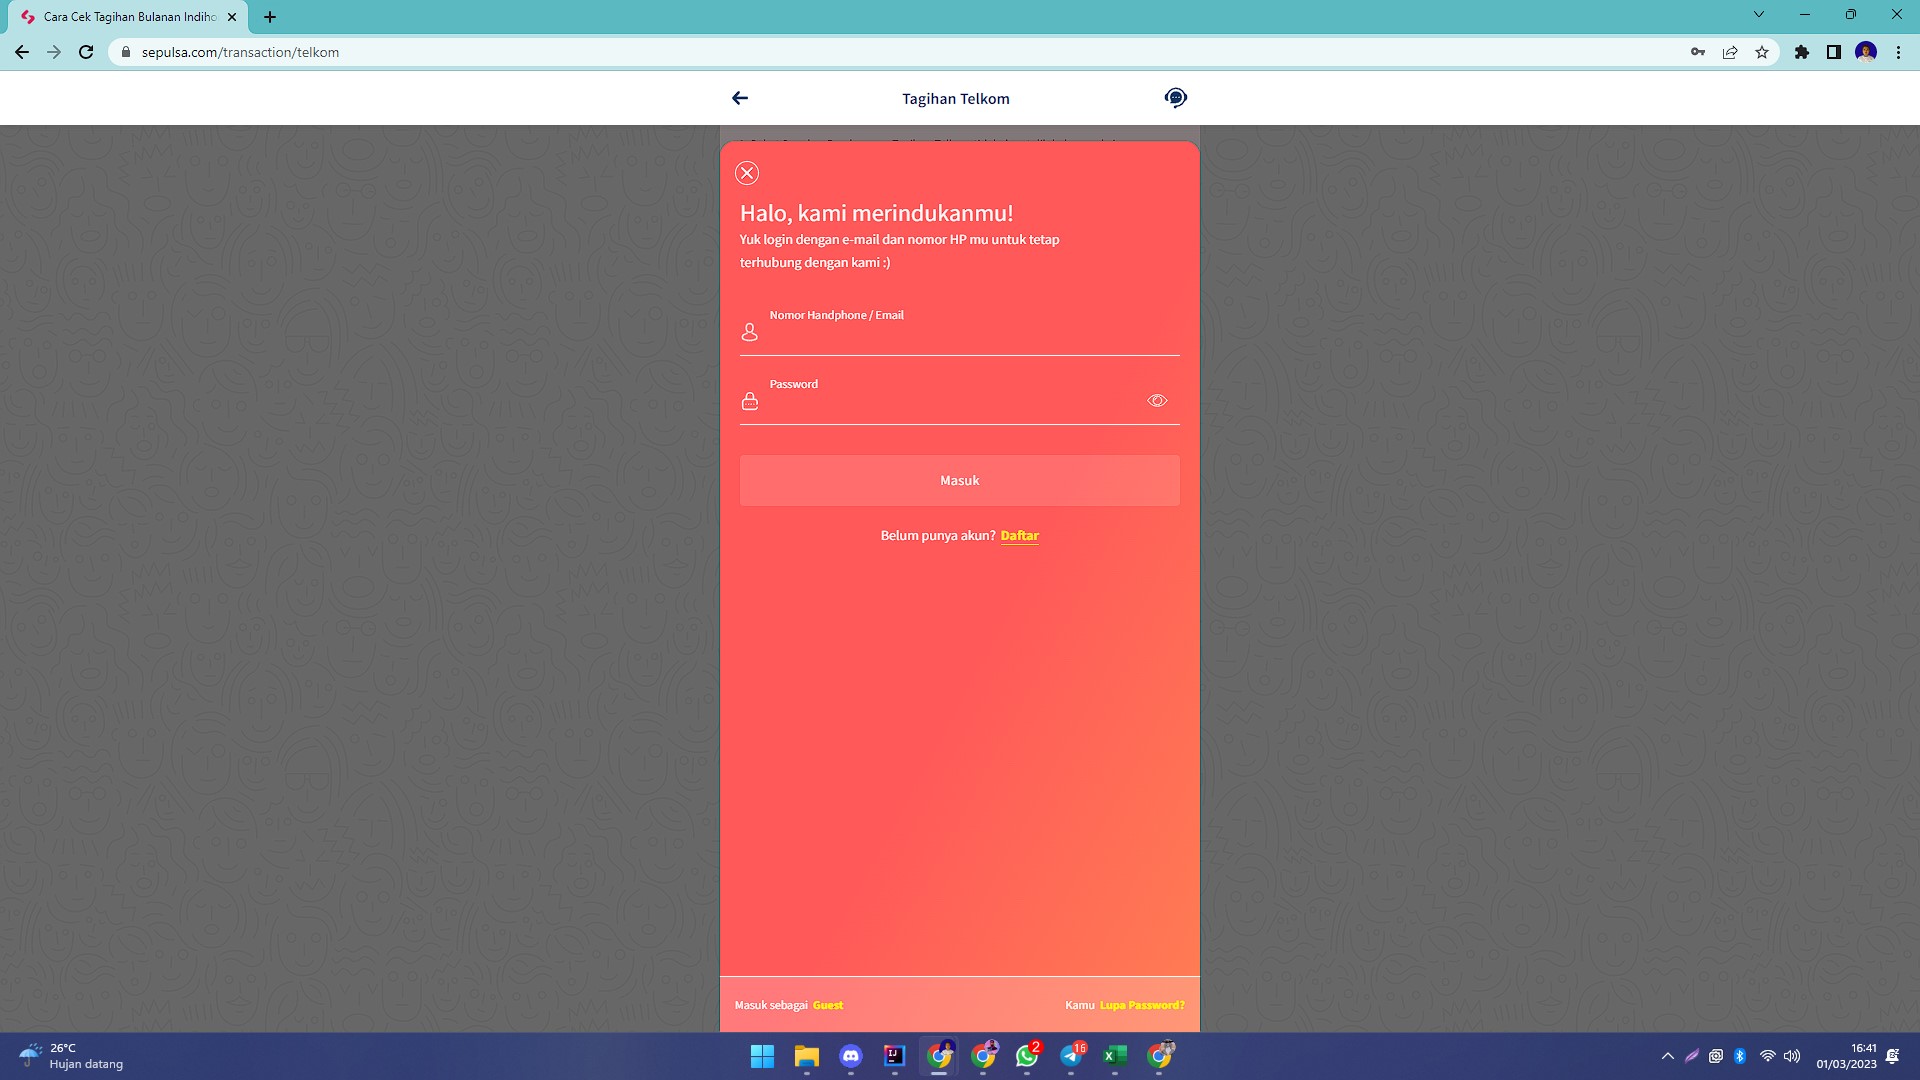 Cara Cek Tagihan Bulanan Indiho
sepulsa.com/transaction/telkom
Tagihan Telkom
Halo, kami merindukanmu!
Yuk login dengan e-mail dan nomor HP mu untuk tetap
terhubung dengan kami :)
Nomor Handphone / Email
Password
Masuk
Belum punya akun? Daftar
Masuk sebagai Guest
Kamu Lupa Password?
26°C
Hujan datang
IJ
2
16
16:41
01/03/2023